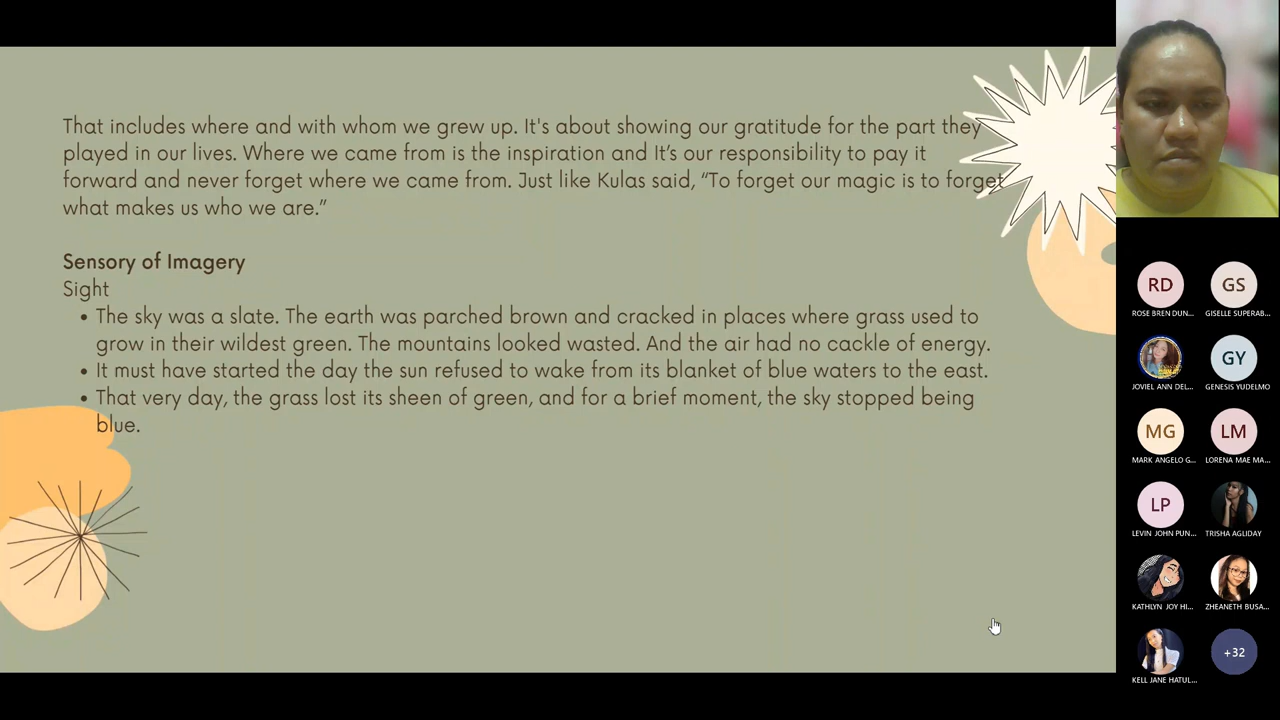 That includes where and with whom we grew up. It's about showing our gratitude for the part they
played in our lives. Where we came from is the inspiration and It’s our responsibility to pay it
forward and never forget where we came from. Just like Kulas said, “To forget our magic is to forget
what makes us who we are.”
Sensory of Imagery
Sight
• The sky was a slate. The earth was parched brown and cracked in places where grass used to
grow in their wildest green. The mountains looked wasted. And the air had no cackle of energy.
• It must have started the day the sun refused to wake from its blanket of blue waters to the east.
• That very day, the grass lost its sheen of green, and for a brief moment, the sky stopped being
blue.
RD
ROSE BREN DUN...
GS
GISELLE SUPERAB...
JOVIEL ANN DEL...
GY
GENESIS YUDELMO
MG
MARK ANGELO G...
LM
LORENA MAE MA...
LP
LEVIN JOHN PUN...
TRISHA AGLIDAY
KATHLYN JOY HI...
ZHEANETH BUSA...
KELL JANE HATUL...
+32